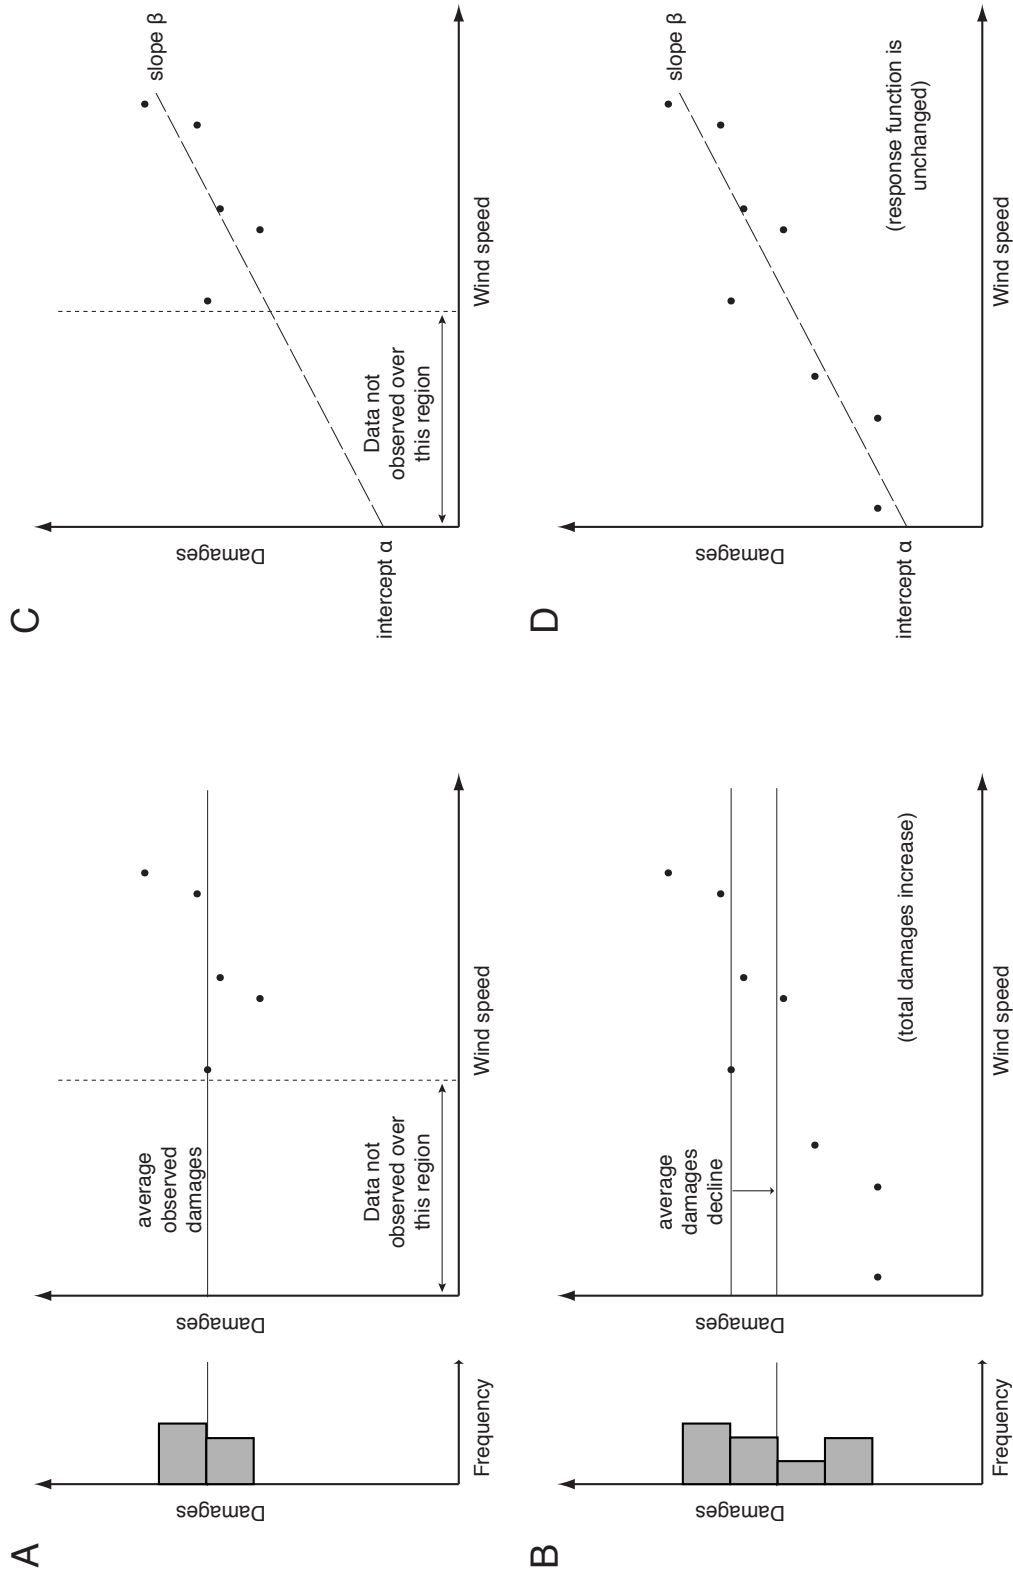 A
Damages
Frequency
Damages
average
observed
damages
Data not
observed over
this region
Wind speed
C
Damages
intercept α
slope β
Data not
observed over
this region
Wind speed
B
Damages
Frequency
Damages
average
damages
decline
(total damages increase)
Wind speed
D
Damages
intercept α
slope β
(response function is
unchanged)
Wind speed